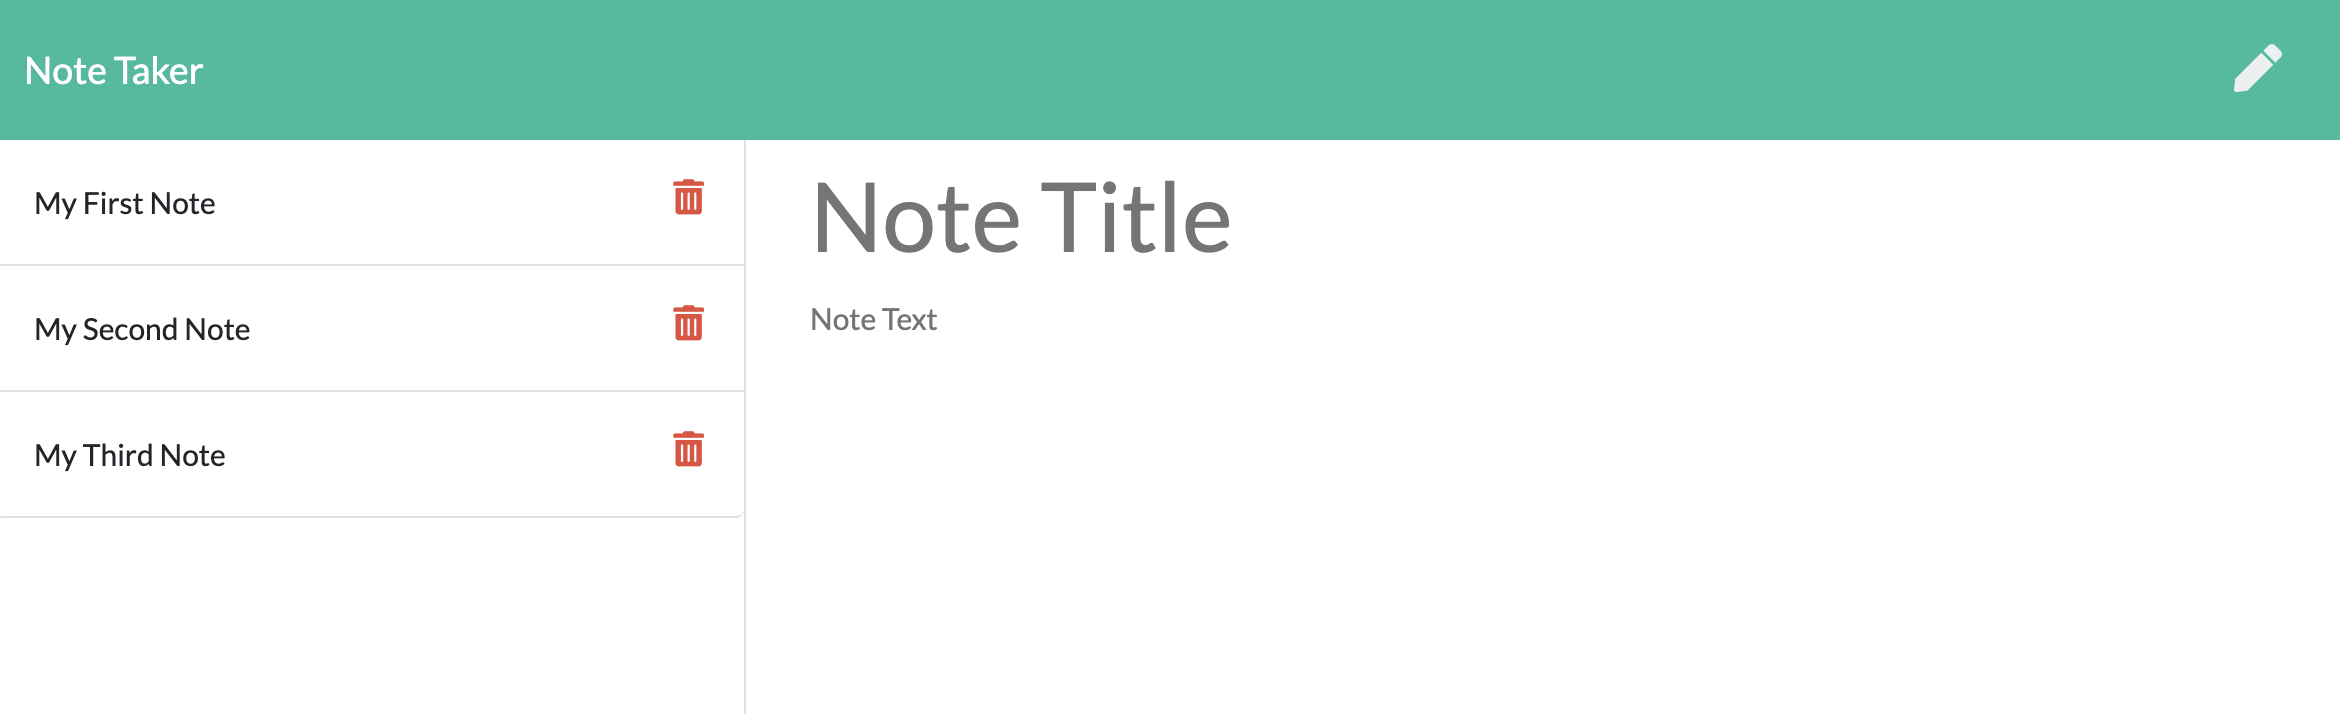 Note Taker
My First Note
My Second Note
My Third Note
Note Title
Note Text